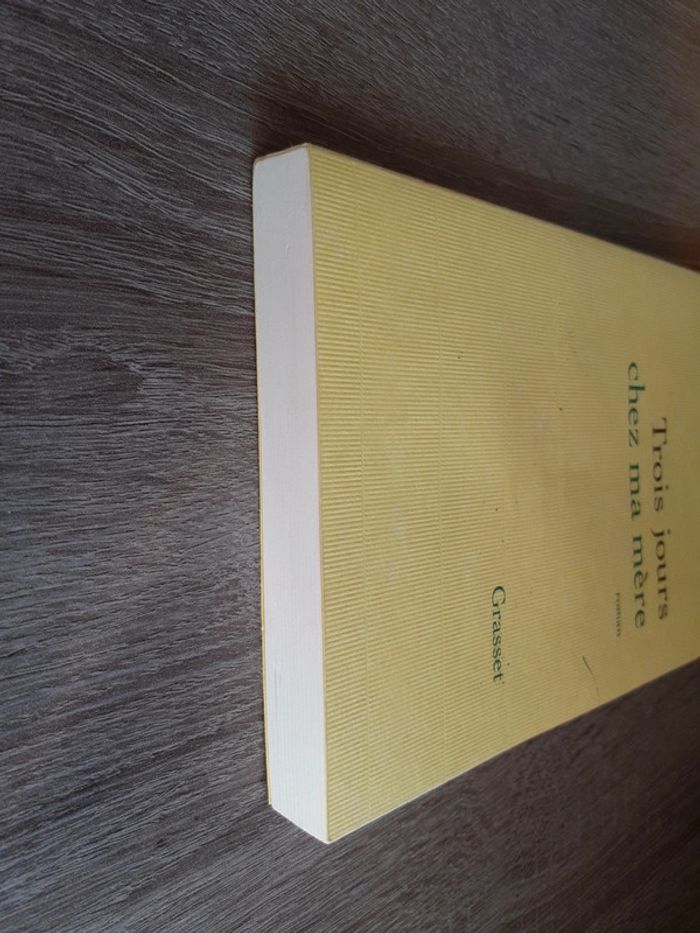 Trois jours
chez ma mère
roman
Grasset